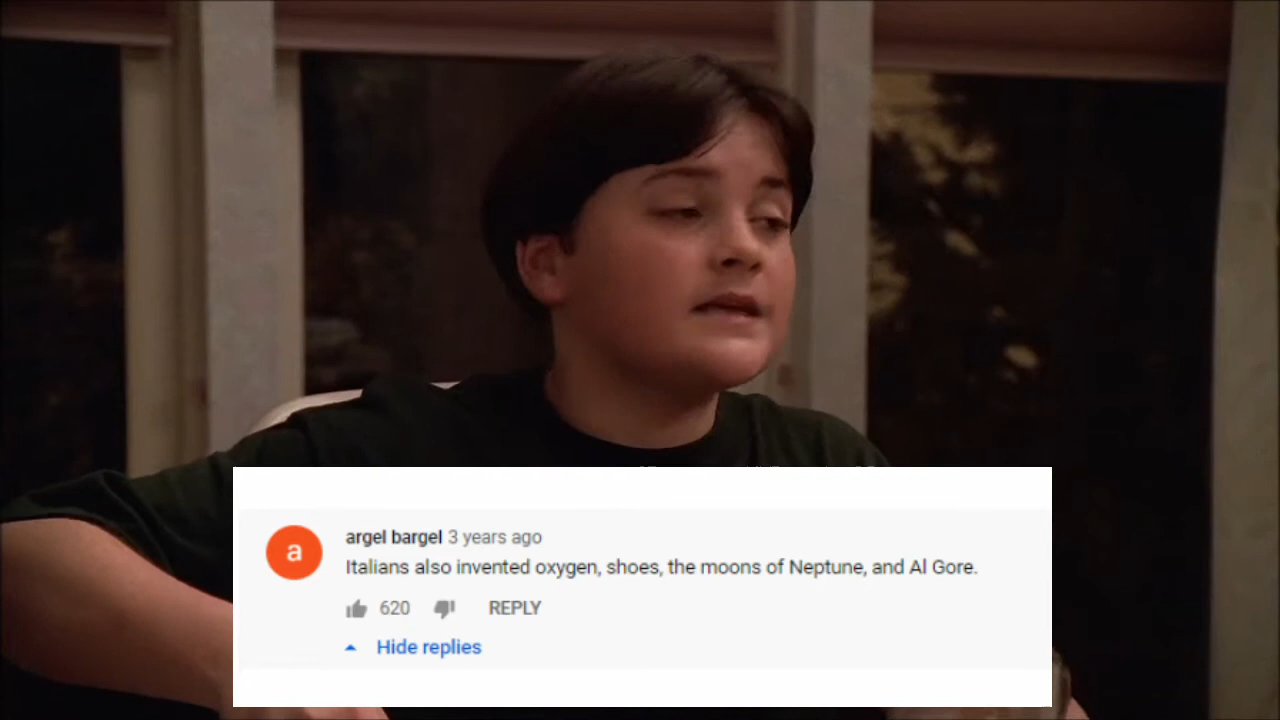 a
argel bargel 3 years ago
Italians also invented oxygen, shoes, the moons of Neptune, and Al Gore.
620 REPLY
Hide replies